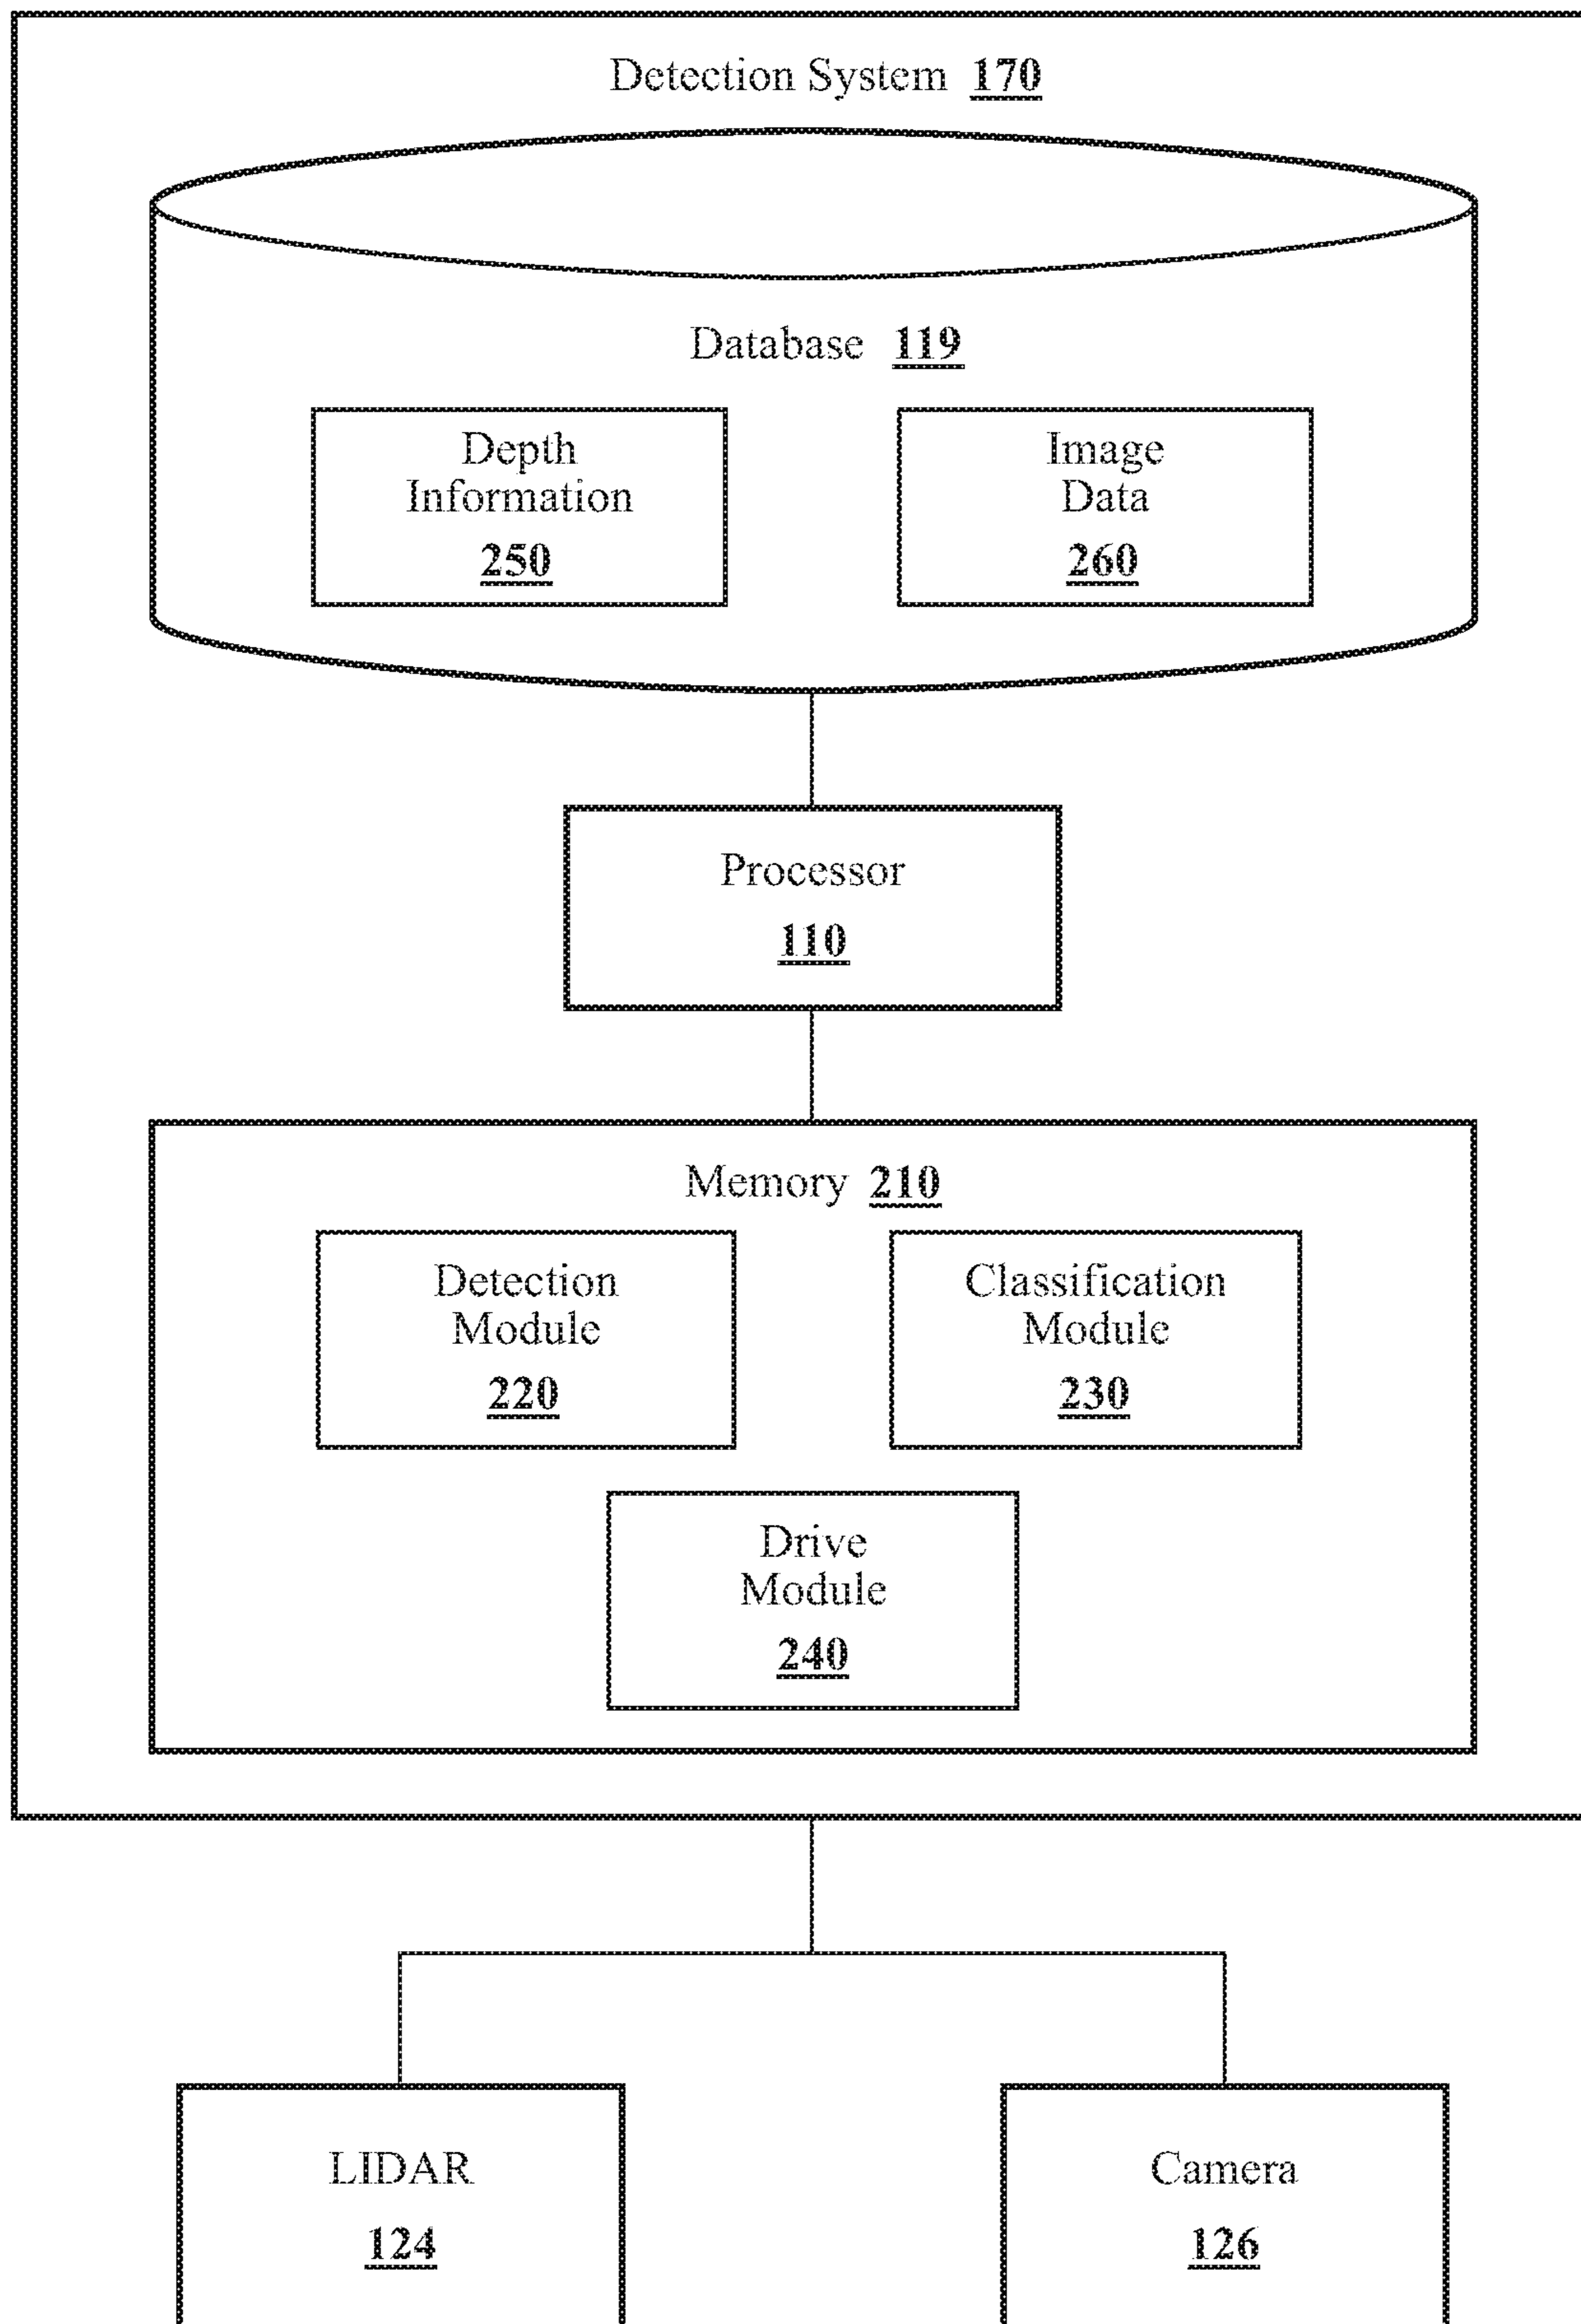 Detection System 170
Database 119
Depth
Information
250
Image
Data
260
Processor
110
Memory 210
Detection
Module
220
Classification
Module
230
Drive
Module
240
LIDAR
124
Camera
126